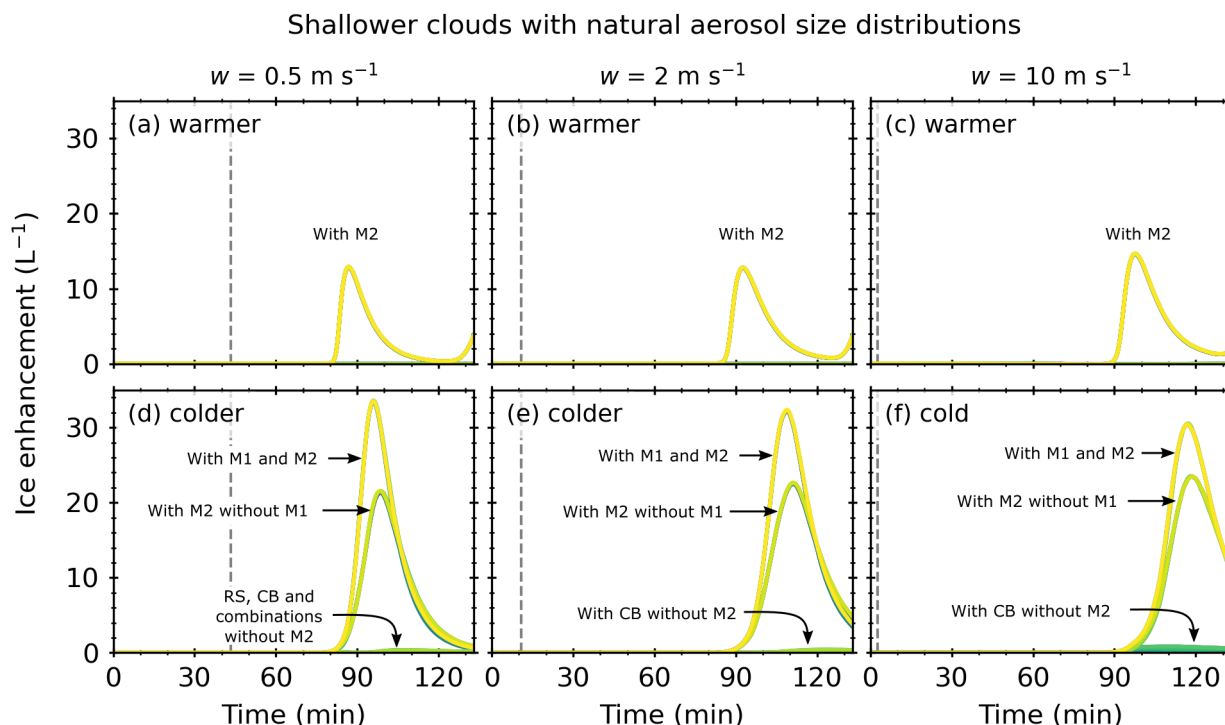 Shallower clouds with natural aerosol size distributions
w = 0.5 m s⁻¹
w = 2 m s⁻¹
w = 10 m s⁻¹
Ice enhancement (L⁻¹)
(a) warmer
(b) warmer
(c) warmer
30
20
10
0
With M2
With M2
With M2
(d) colder
(e) colder
(f) cold
30
20
10
0
With M1 and M2
With M2 without M1
RS, CB and
combinations
without M2
With M1 and M2
With M2 without M1
With CB without M2
With M1 and M2
With M2 without M1
With CB without M2
0 30 60 90 120
0 30 60 90 120
0 30 60 90 120
Time (min)
Time (min)
Time (min)